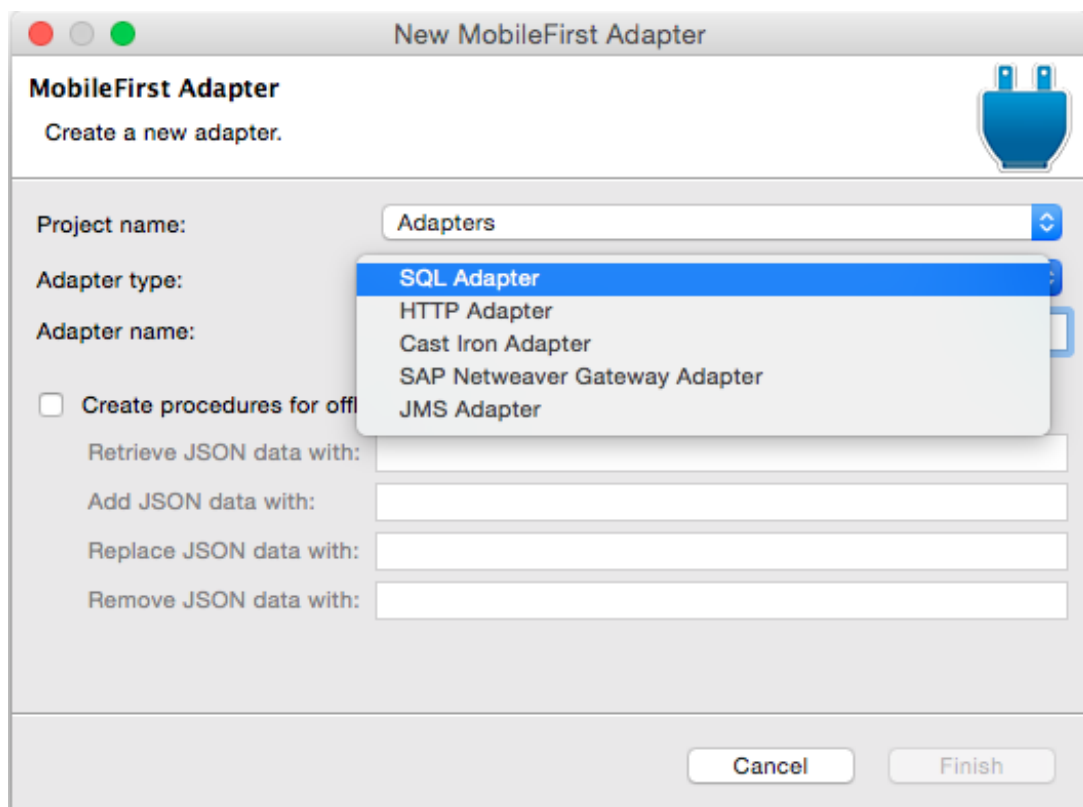 New MobileFirst Adapter
MobileFirst Adapter
Create a new adapter.
Project name:
Adapters
Adapter type:
SQL Adapter
HTTP Adapter
Cast Iron Adapter
SAP Netweaver Gateway Adapter
JMS Adapter
Adapter name:
Create procedures for
Retrieve JSON data with:
Add JSON data with:
Replace JSON data with:
Remove JSON data with:
Cancel
Finish